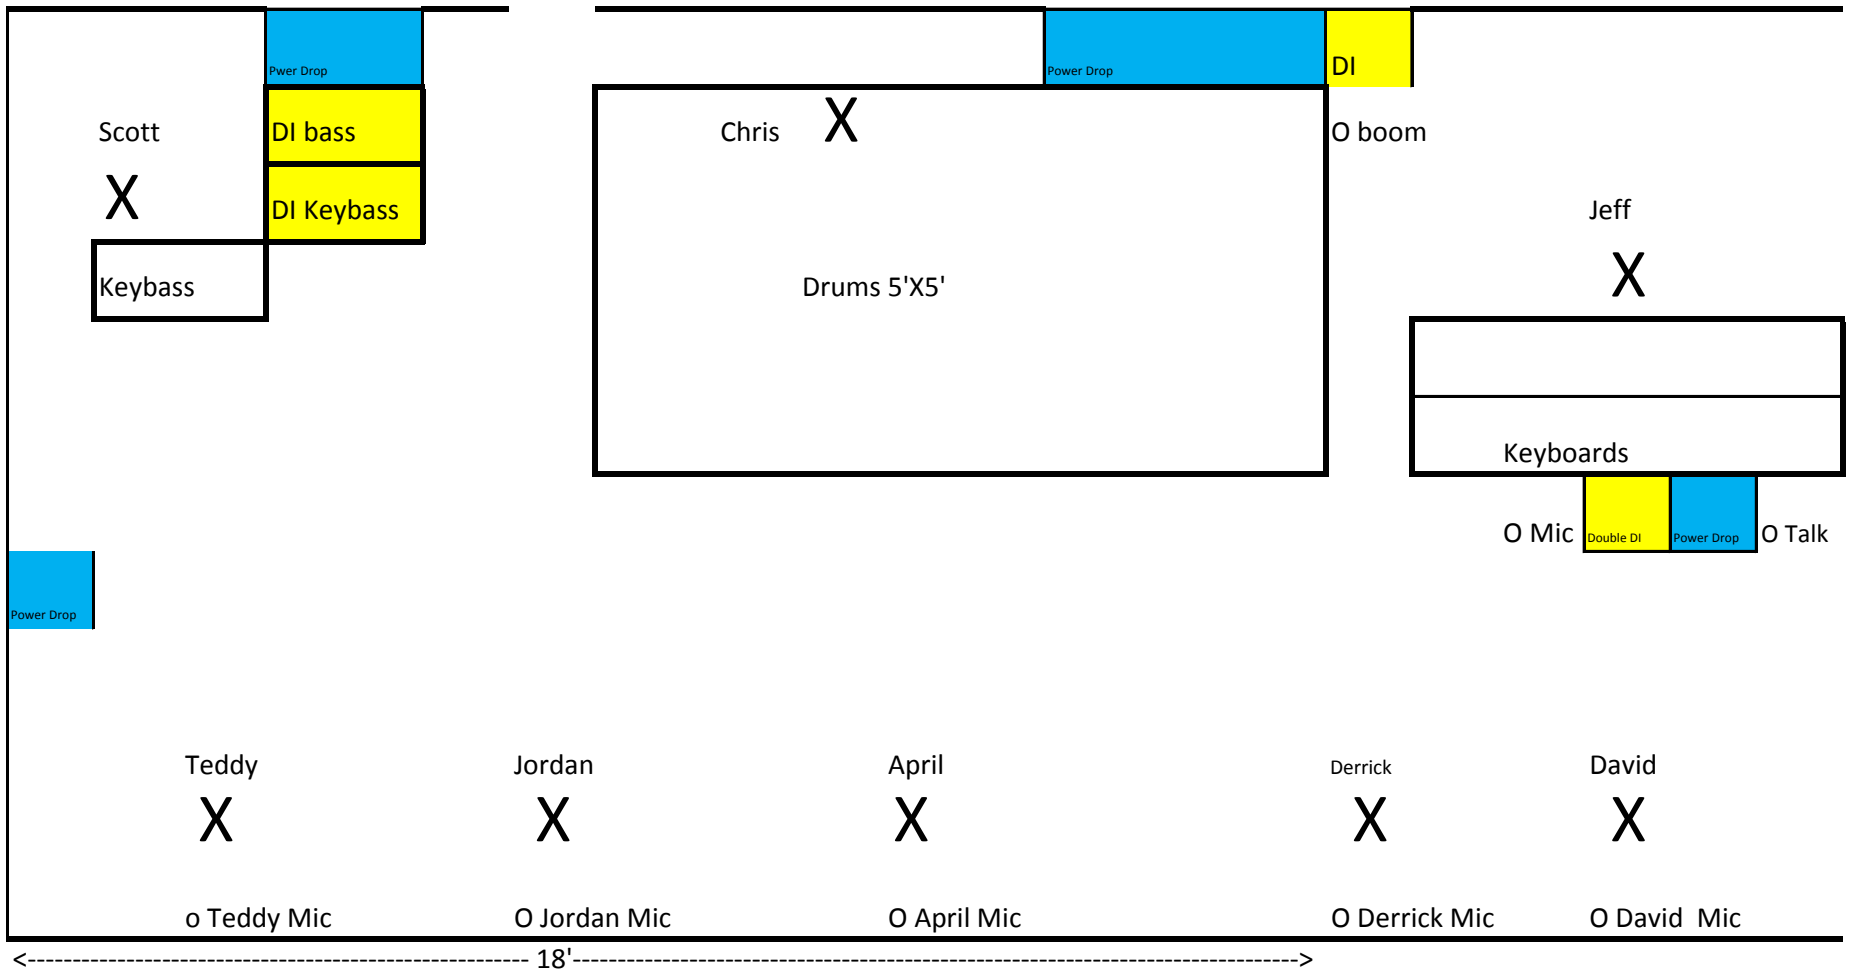 Pwer Drop
Power Drop
DI
Scott
DI bass
Chris
X
O boom
X
DI Keybass
Jeff
Keybass
Drums 5'X5'
X
Keyboards
O Mic
Double DI
Power Drop
O Talk
Power Drop
Teddy
Jordan
April
Derrick
David
X
X
X
X
X
o Teddy Mic
O Jordan Mic
O April Mic
O Derrick Mic
O David  Mic
<-------------------------------------------------------- 18'--------------------------------------------------------------------------------->